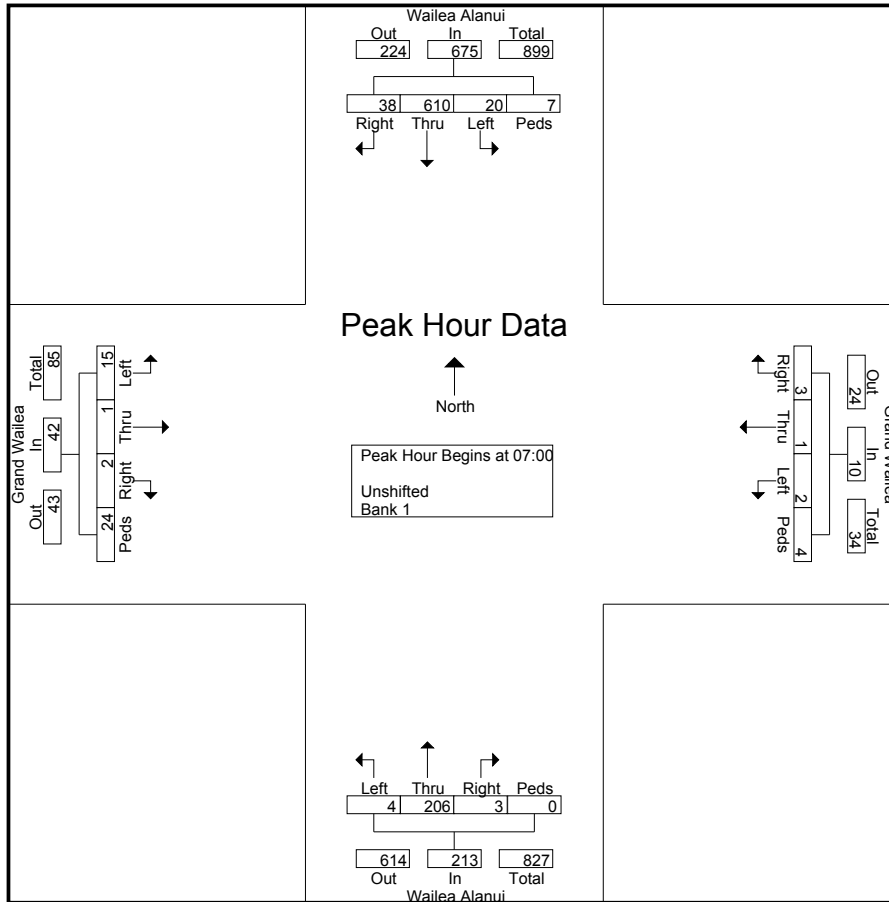 Wailea Alanui
Out In Total
224 675 899
38 610 20 7
Right Thru Left Peds
Peak Hour Data
North
Peak Hour Begins at 07:00
Unshifted
Bank 1
Grand Wailea
Total In Out
85 42 43
15 1 2 24
Left Thru Right Peds
Right Thru Left Peds
3 1 2 4
Out In Total
24 10 34
Grand Wailea
Left Thru Right Peds
4 206 3 0
614 213 827
Out In Total
Wailea Alanui